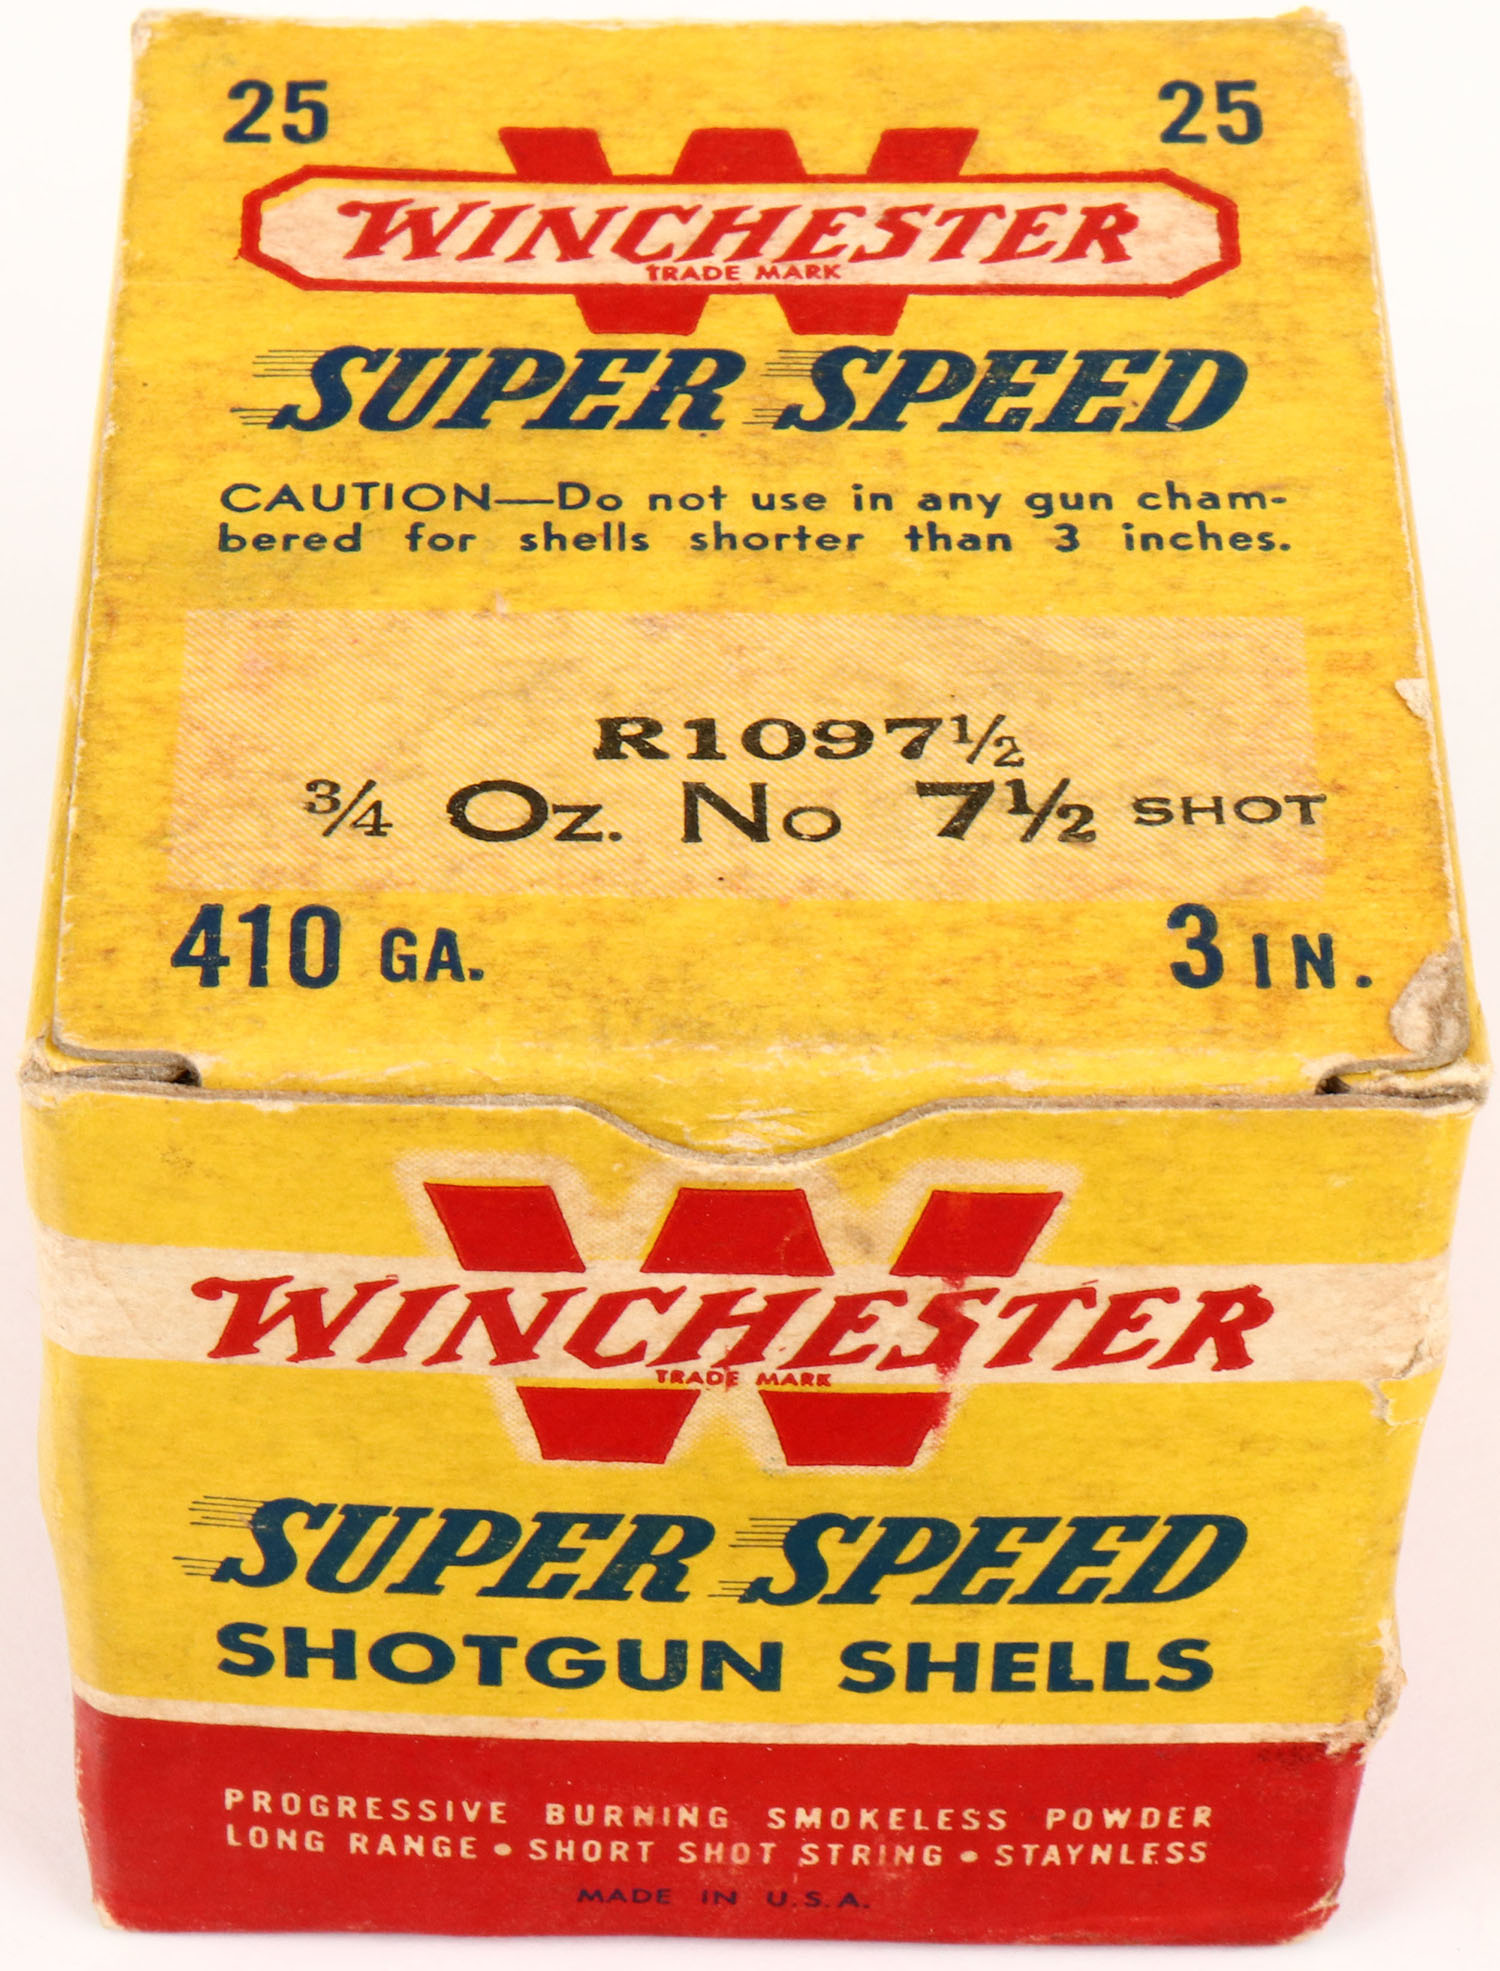 25 25
WINCHESTER
TRADE MARK
SUPER SPEED
CAUTION—Do not use in any gun cham-
bered for shells shorter than 3 inches.
R1097½
¾ Oz. No 7½ SHOT
410 GA. 3 IN.
WINCHESTER
TRADE MARK
SUPER SPEED
SHOTGUN SHELLS
PROGRESSIVE BURNING SMOKELESS POWDER
LONG RANGE • SHORT SHOT STRING • STAYNLESS
MADE IN U.S.A.